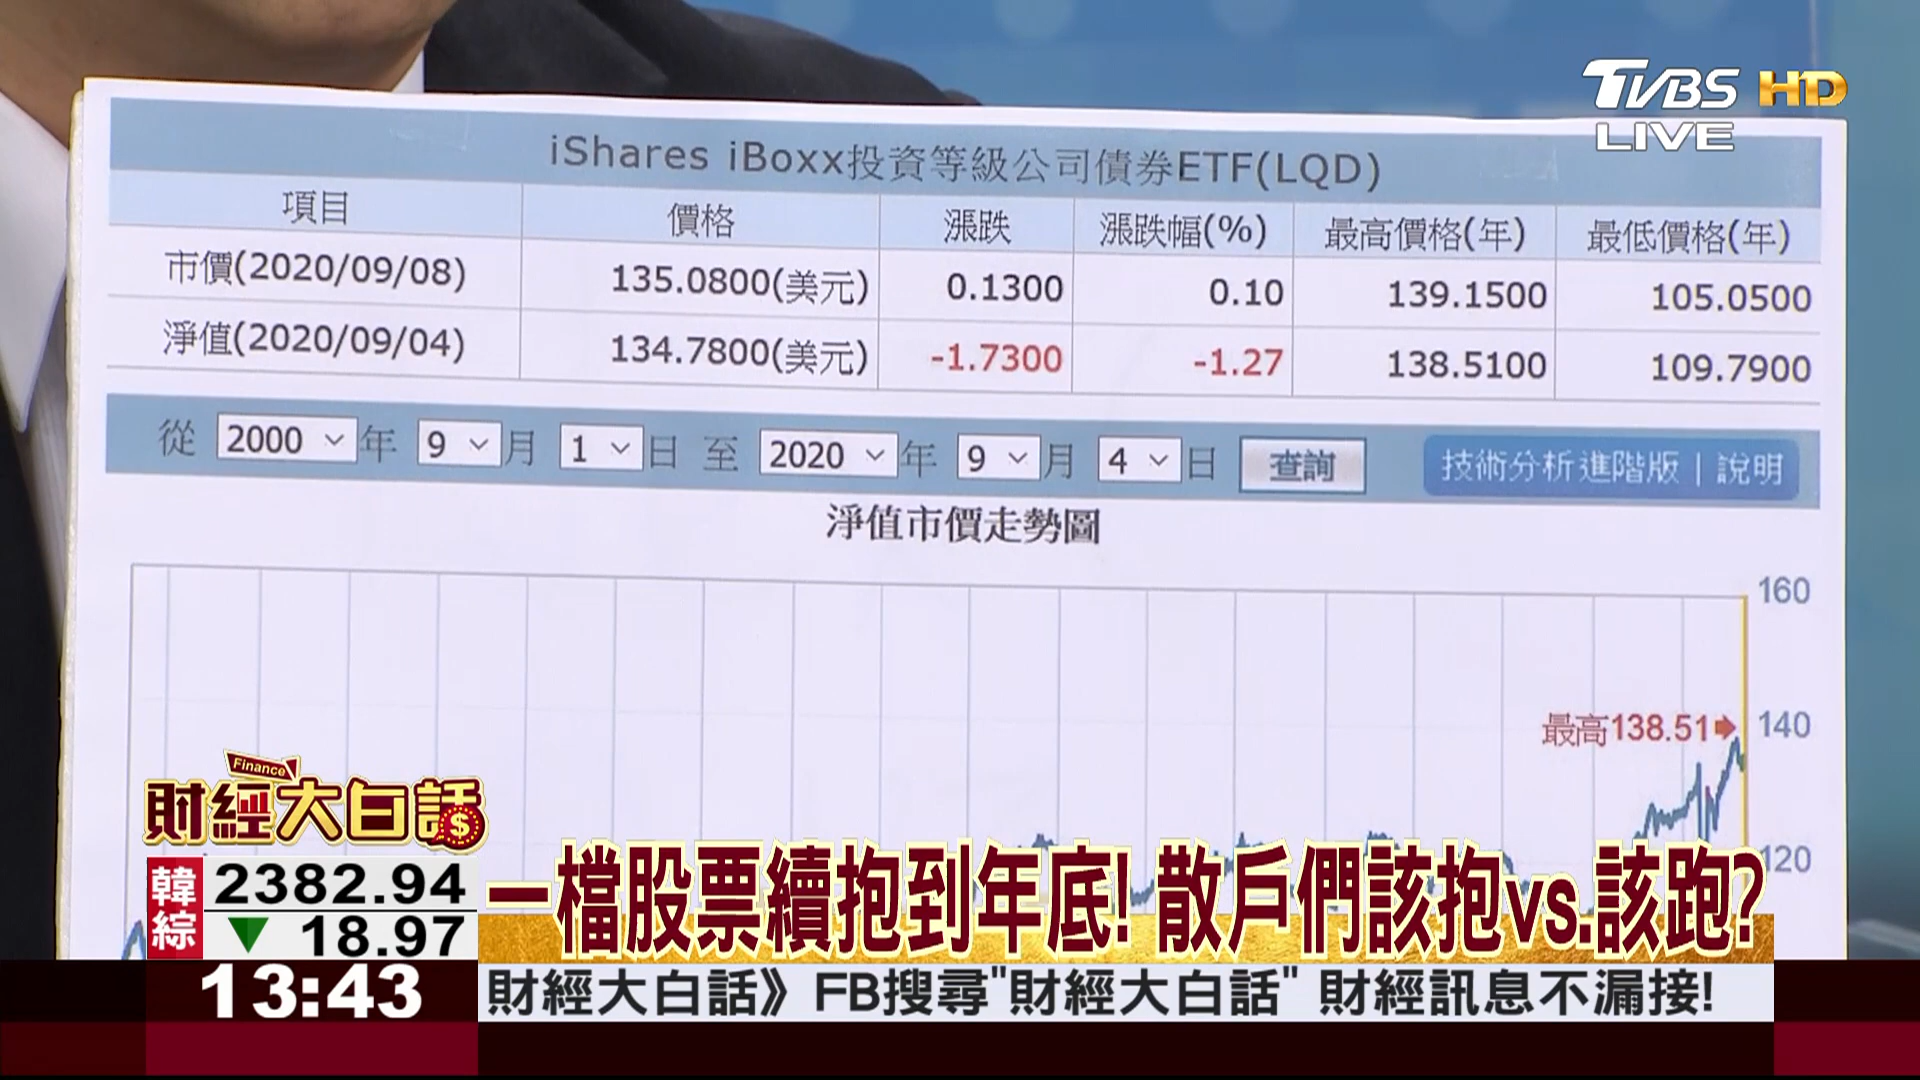 TVBS HD
LIVE
iShares iBoxx投資等級公司債券ETF(LQD)
項目 價格 漲跌 漲跌幅(%) 最高價格(年) 最低價格(年)
市價(2020/09/08) 135.0800(美元) 0.1300 0.10 139.1500 105.0500
淨值(2020/09/04) 134.7800(美元) -1.7300 -1.27 138.5100 109.7900
從 2000 年 9 月 1 日 至 2020 年 9 月 4 日 查詢 技術分析進階版 | 說明
淨值市價走勢圖
160
最高138.51 140
120
Finance
財經大白話
韓綜 2382.94
▼ 18.97
一檔股票續抱到年底! 散戶們該抱vs.該跑?
13:43
財經大白話》FB搜尋"財經大白話" 財經訊息不漏接!